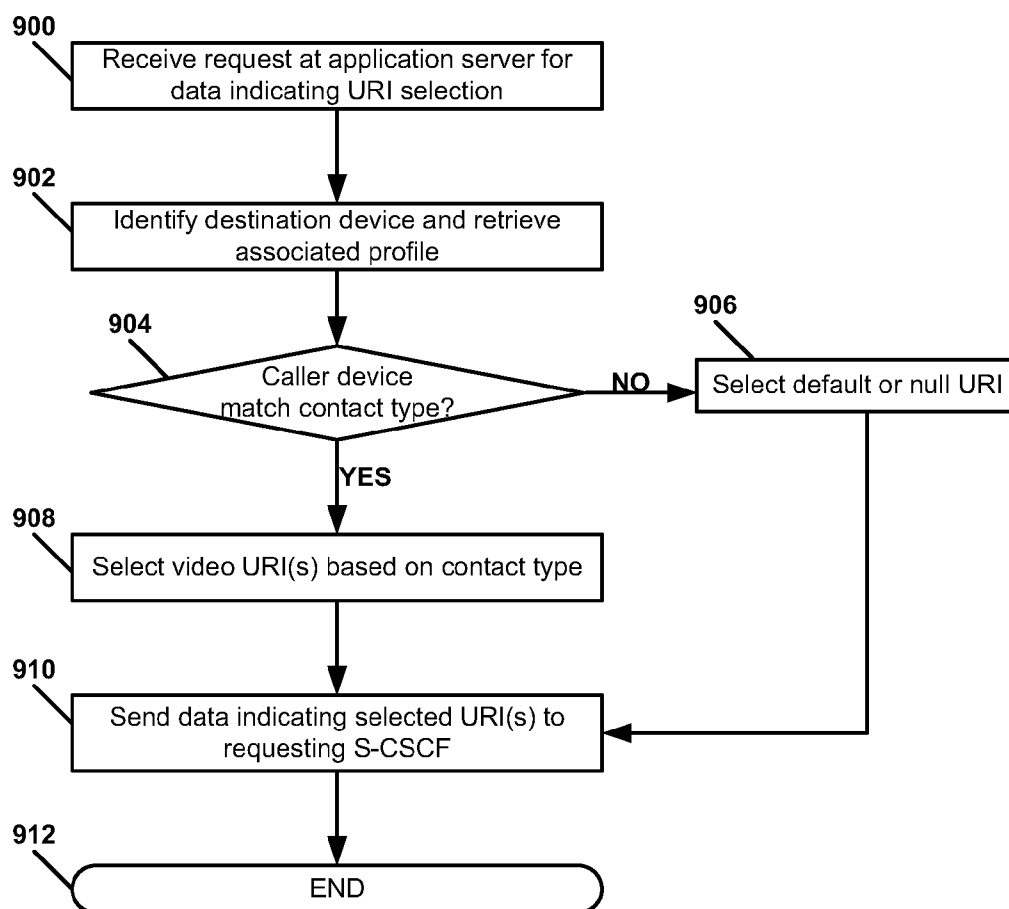 900
Receive request at application server for
data indicating URI selection
902
Identify destination device and retrieve
associated profile
904
Caller device
match contact type?
NO
906
Select default or null URI
YES
908
Select video URI(s) based on contact type
910
Send data indicating selected URI(s) to
requesting S-CSCF
912
END